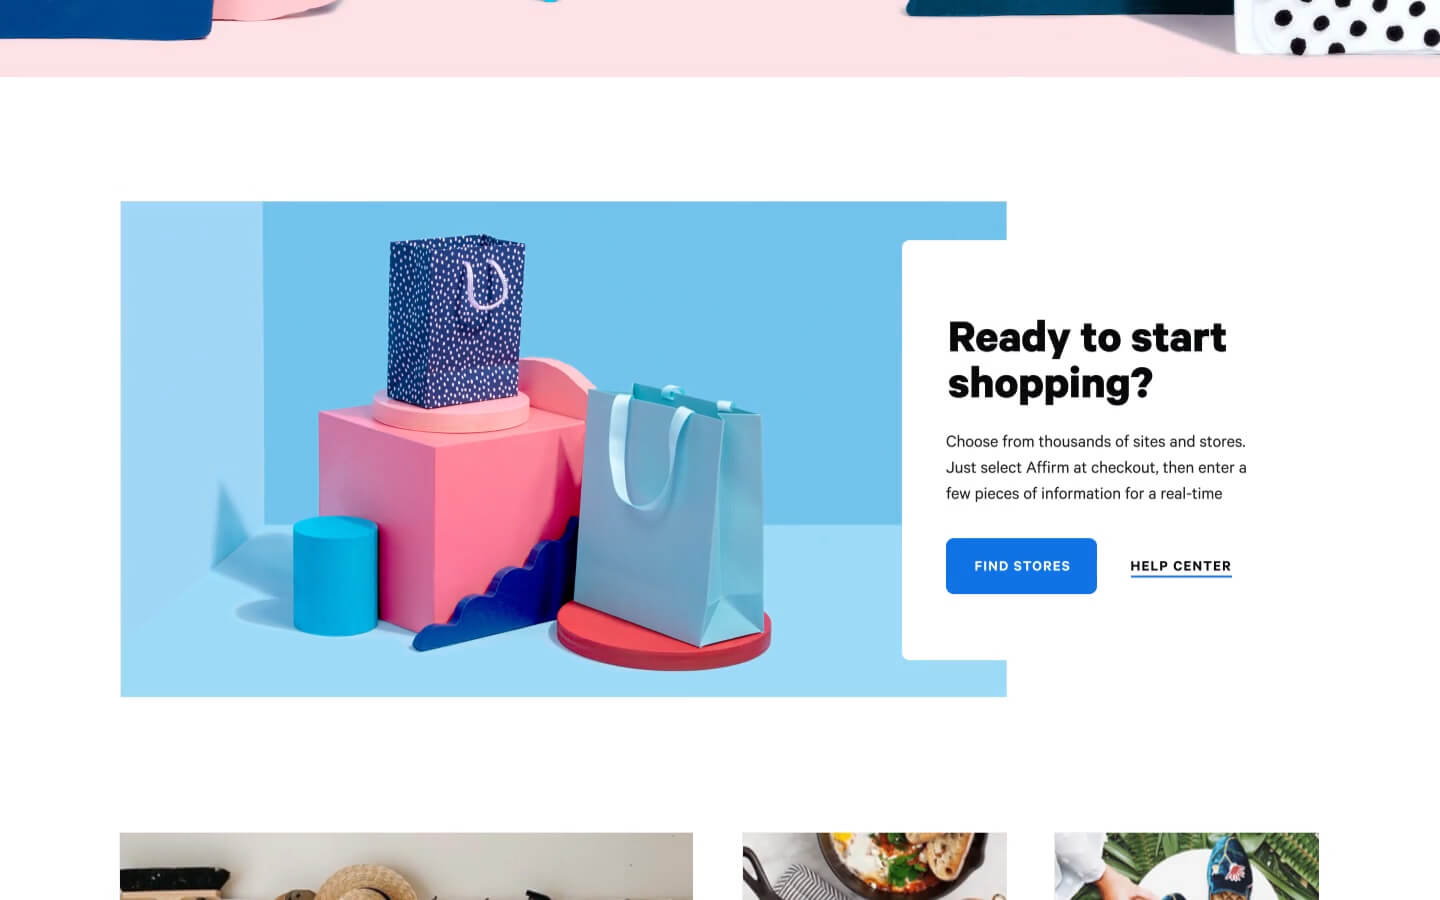 Ready to start
shopping?
Choose from thousands of sites and stores.
Just select Affirm at checkout, then enter a
few pieces of information for a real-time
FIND STORES
HELP CENTER